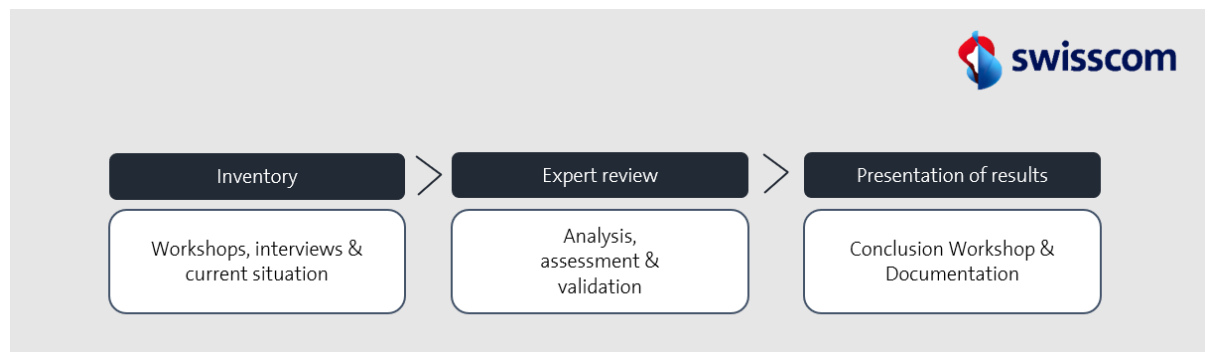 swisscom
Inventory
Expert review
Presentation of results
Workshops, interviews &
current situation
Analysis,
assessment &
validation
Conclusion Workshop &
Documentation